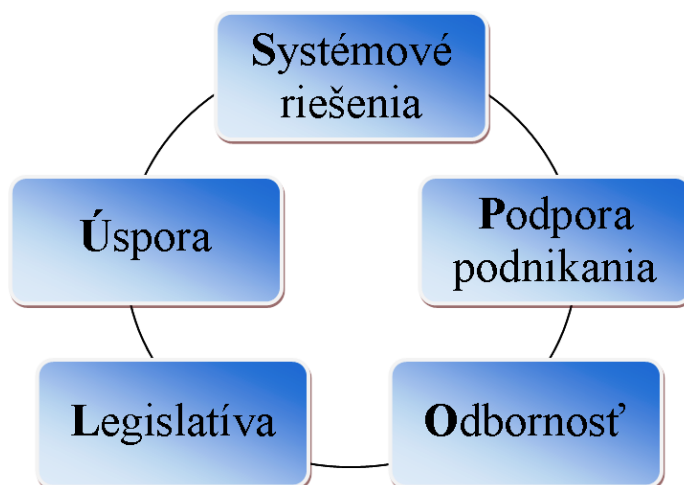 Systémové
riešenia
Podpora
podnikania
Odbornosť
Legislatíva
Úspora